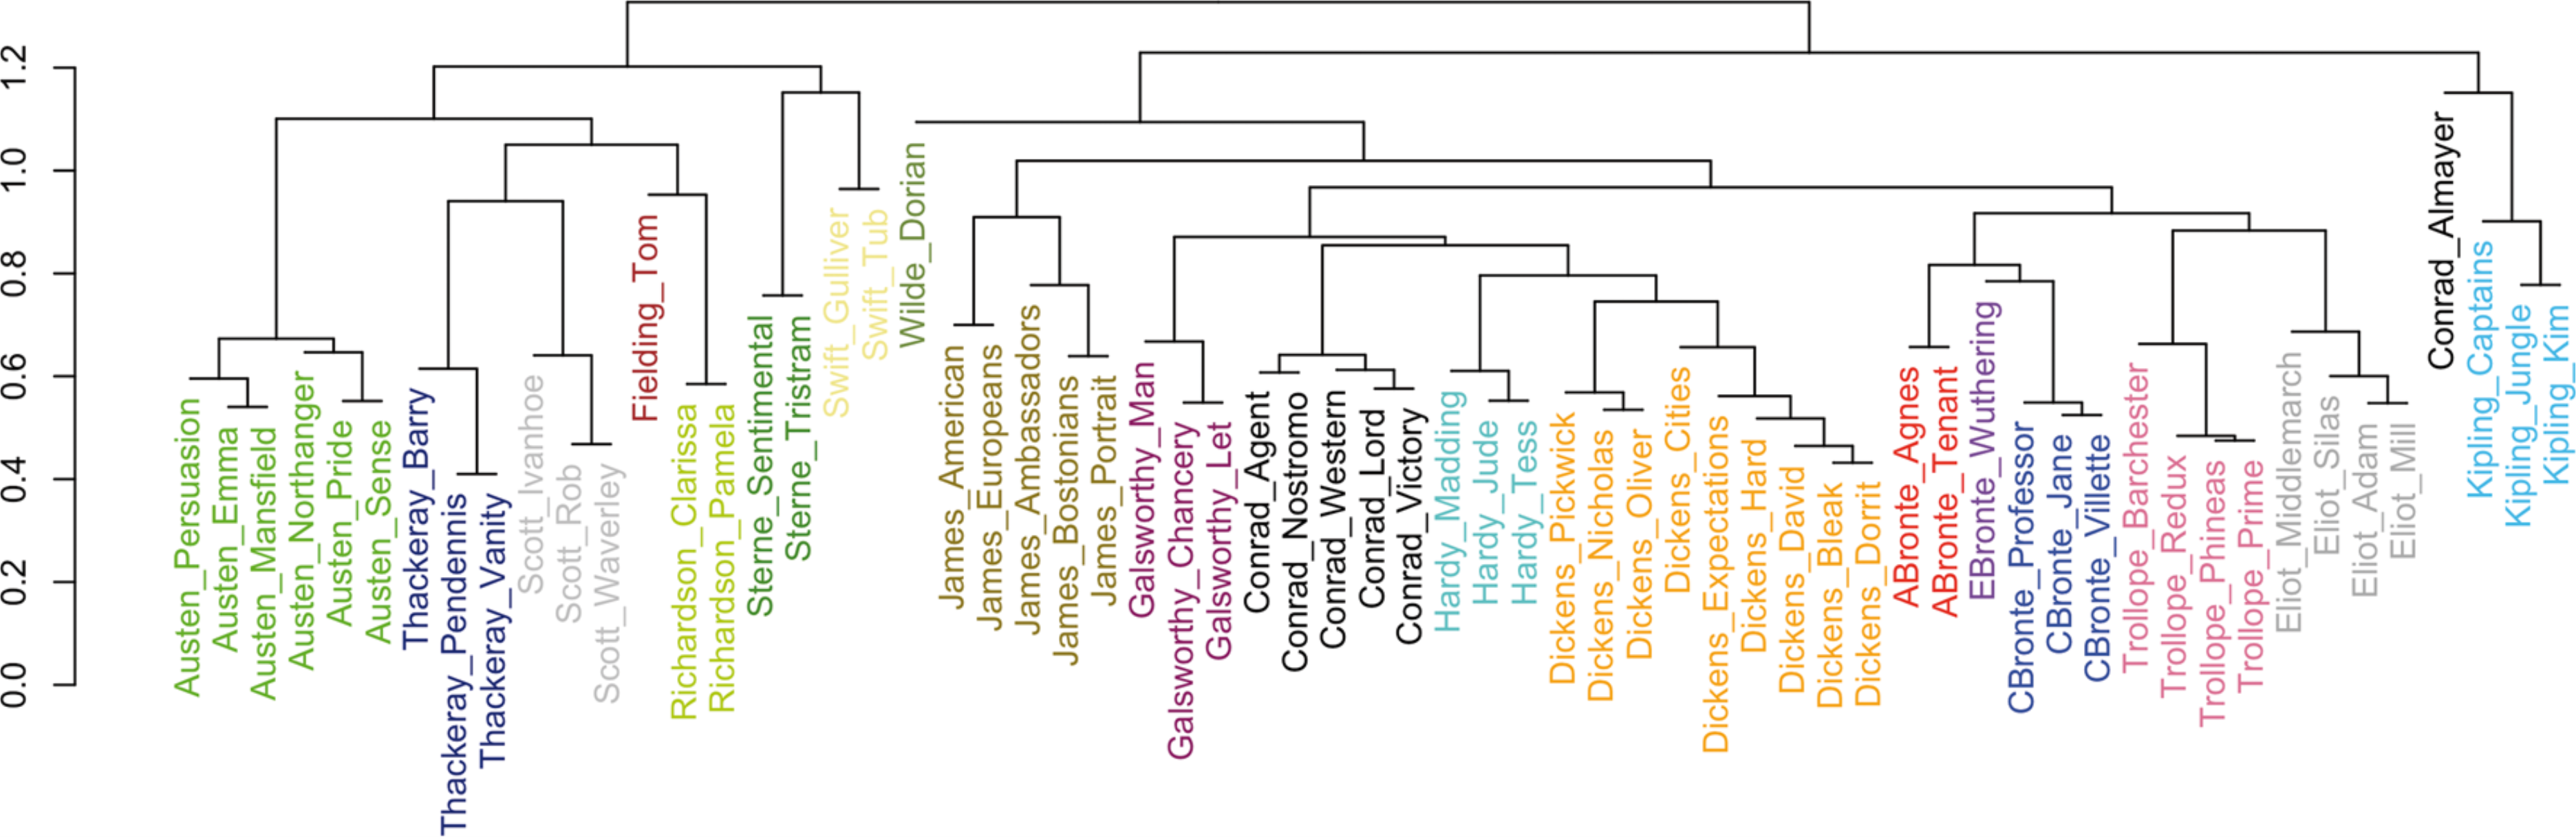 1.2
1.0
0.8
0.6
0.4
0.2
0.0
Austen_Persuasion
Austen_Emma
Austen_Mansfield
Austen_Northanger
Austen_Pride
Austen_Sense
Thackeray_Barry
Thackeray_Pendennis
Thackeray_Vanity
Scott_Ivanhoe
Scott_Rob
Scott_Waverley
Fielding_Tom
Richardson_Clarissa
Richardson_Pamela
Sterne_Sentimental
Sterne_Tristram
Swift_Gulliver
Swift_Tub
Wilde_Dorian
James_American
James_Europeans
James_Ambassadors
James_Bostonians
James_Portrait
Galsworthy_Man
Galsworthy_Chancery
Galsworthy_Let
Conrad_Agent
Conrad_Nostromo
Conrad_Western
Conrad_Lord
Conrad_Victory
Hardy_Madding
Hardy_Jude
Hardy_Tess
Dickens_Pickwick
Dickens_Nicholas
Dickens_Oliver
Dickens_Cities
Dickens_Expectations
Dickens_Hard
Dickens_David
Dickens_Bleak
Dickens_Dorrit
ABronte_Agnes
ABronte_Tenant
EBronte_Wuthering
CBronte_Professor
CBronte_Jane
CBronte_Villette
Trollope_Barchester
Trollope_Redux
Trollope_Phineas
Trollope_Prime
Eliot_Middlemarch
Eliot_Silas
Eliot_Adam
Eliot_Mill
Conrad_Almayer
Kipling_Captains
Kipling_Jungle
Kipling_Kim